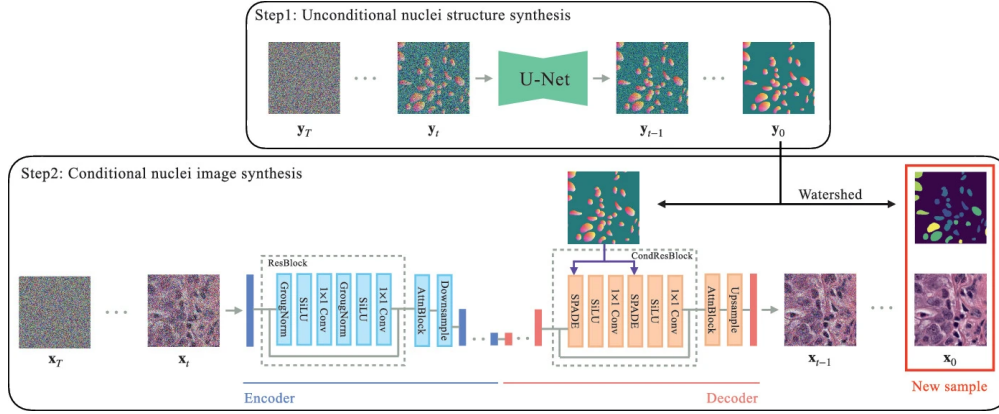 Step1: Unconditional nuclei structure synthesis
U-Net
y_T
y_t
y_{t-1}
y_0
Step2: Conditional nuclei image synthesis
Watershed
ResBlock
GrougNorm
SiLU
1×1 Conv
GrougNorm
SiLU
1×1 Conv
AttnBlock
Downsample
CondResBlock
SPADE
SiLU
1×1 Conv
SPADE
SiLU
1×1 Conv
AttnBlock
Upsample
x_T
x_t
x_{t-1}
x_0
Encoder
Decoder
New sample